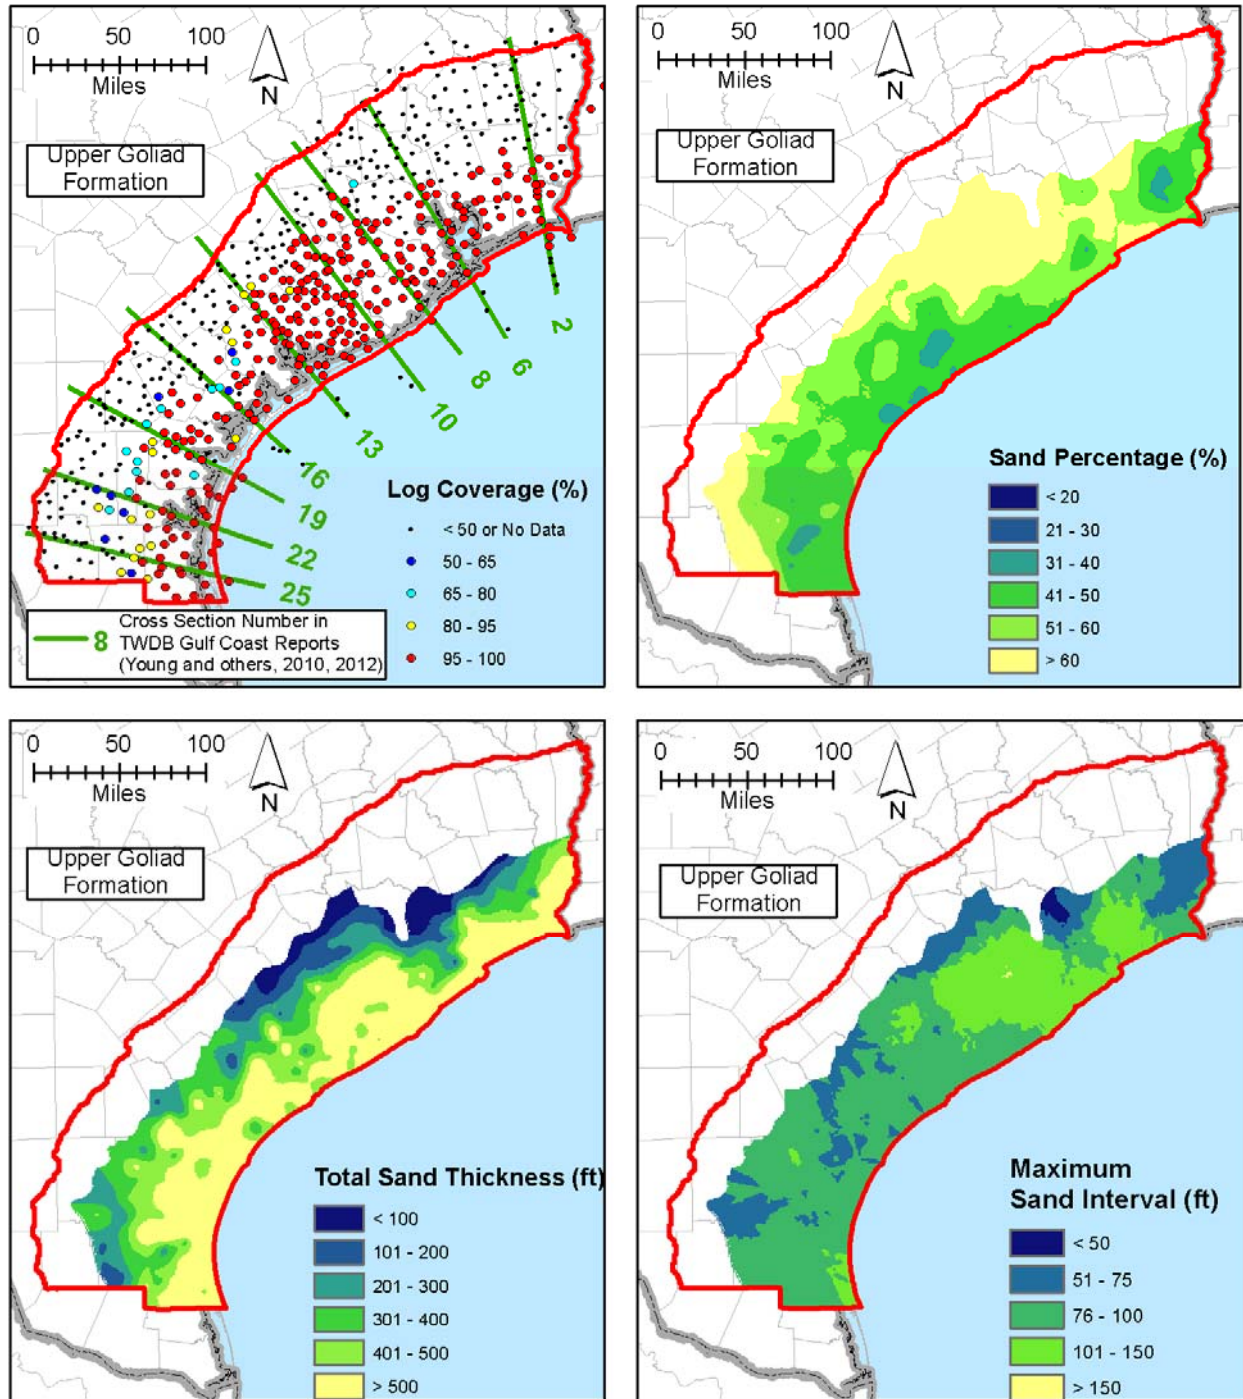 0 50 100
Miles
N
Upper Goliad
Formation
2
6
8
10
13
16
19
22
25
Log Coverage (%)
< 50 or No Data
50 - 65
65 - 80
80 - 95
95 - 100
8 Cross Section Number in
TWDB Gulf Coast Reports
(Young and others, 2010, 2012)
0 50 100
Miles
N
Upper Goliad
Formation
Sand Percentage (%)
< 20
21 - 30
31 - 40
41 - 50
51 - 60
> 60
0 50 100
Miles
N
Upper Goliad
Formation
Total Sand Thickness (ft)
< 100
101 - 200
201 - 300
301 - 400
401 - 500
> 500
0 50 100
Miles
N
Upper Goliad
Formation
Maximum
Sand Interval (ft)
< 50
51 - 75
76 - 100
101 - 150
> 150